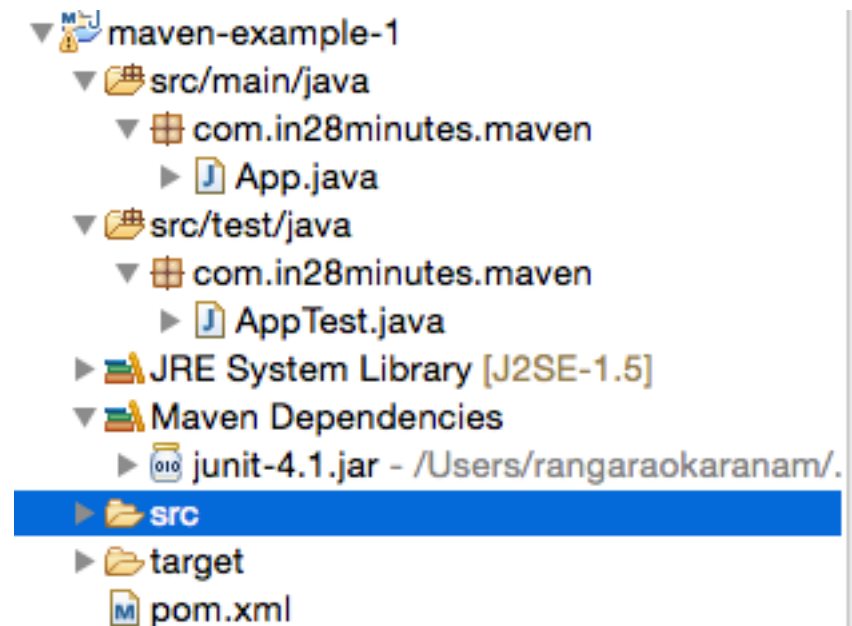 maven-example-1
src/main/java
com.in28minutes.maven
App.java
src/test/java
com.in28minutes.maven
AppTest.java
JRE System Library [J2SE-1.5]
Maven Dependencies
junit-4.1.jar - /Users/rangaraokaranam/.
src
target
pom.xml